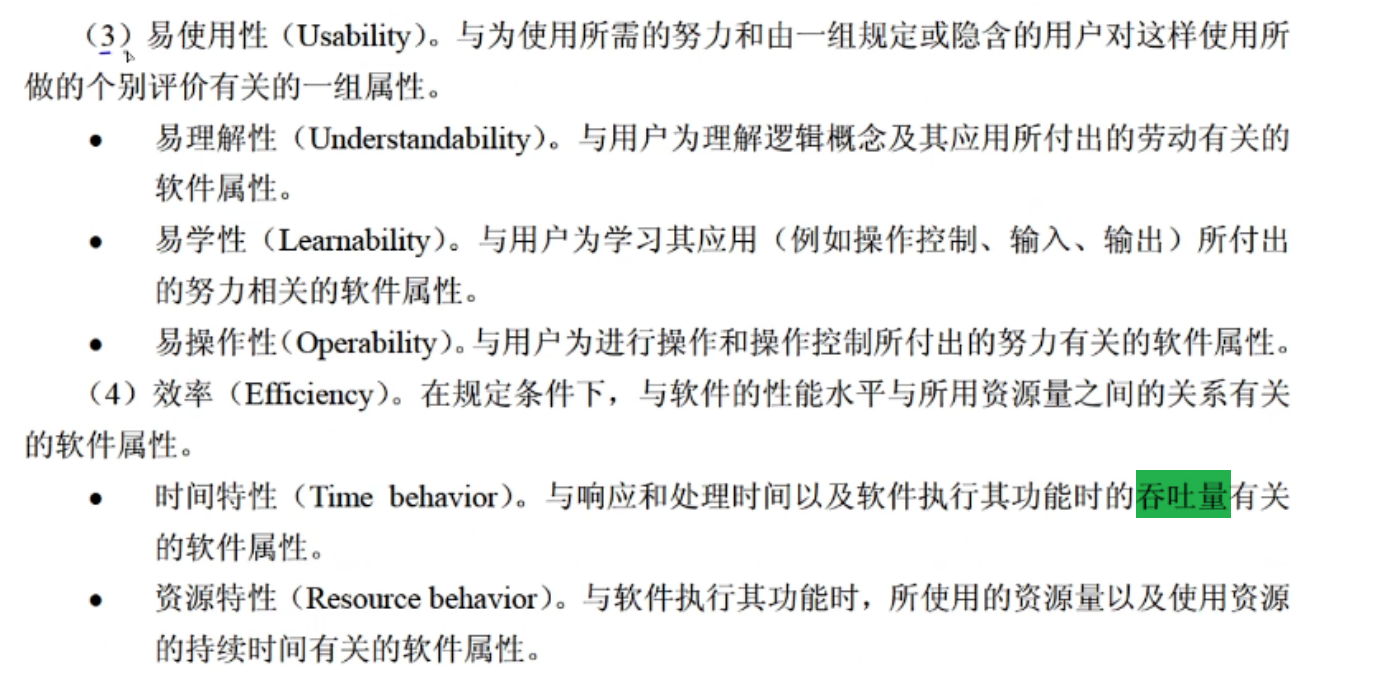 （3）易使用性（Usability）。与为使用所需的努力和由一组规定或隐含的用户对这样使用所
做的个别评价有关的一组属性。
● 易理解性（Understandability）。与用户为理解逻辑概念及其应用所付出的劳动有关的
软件属性。
● 易学性（Learnability）。与用户为学习其应用（例如操作控制、输入、输出）所付出
的努力相关的软件属性。
● 易操作性（Operability）。与用户为进行操作和操作控制所付出的努力有关的软件属性。
（4）效率（Efficiency）。在规定条件下，与软件的性能水平与所用资源量之间的关系有关
的软件属性。
● 时间特性（Time behavior）。与响应和处理时间以及软件执行其功能时的吞吐量有关
的软件属性。
● 资源特性（Resource behavior）。与软件执行其功能时，所使用的资源量以及使用资源
的持续时间有关的软件属性。